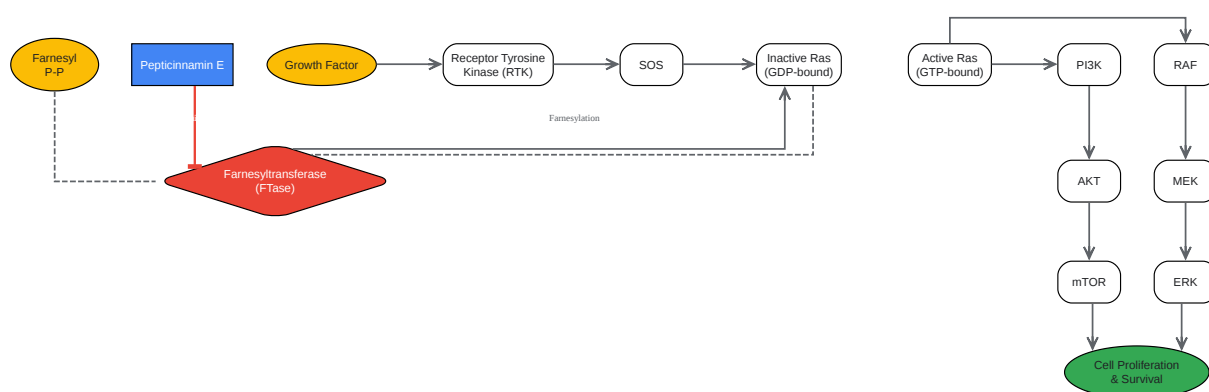 Farnesyl
P-P
Pepticinnamin E
Growth Factor
Receptor Tyrosine
Kinase (RTK)
SOS
Inactive Ras
(GDP-bound)
Active Ras
(GTP-bound)
PI3K
RAF
Farnesylation
Farnesyltransferase
(FTase)
AKT
MEK
mTOR
ERK
Cell Proliferation
& Survival